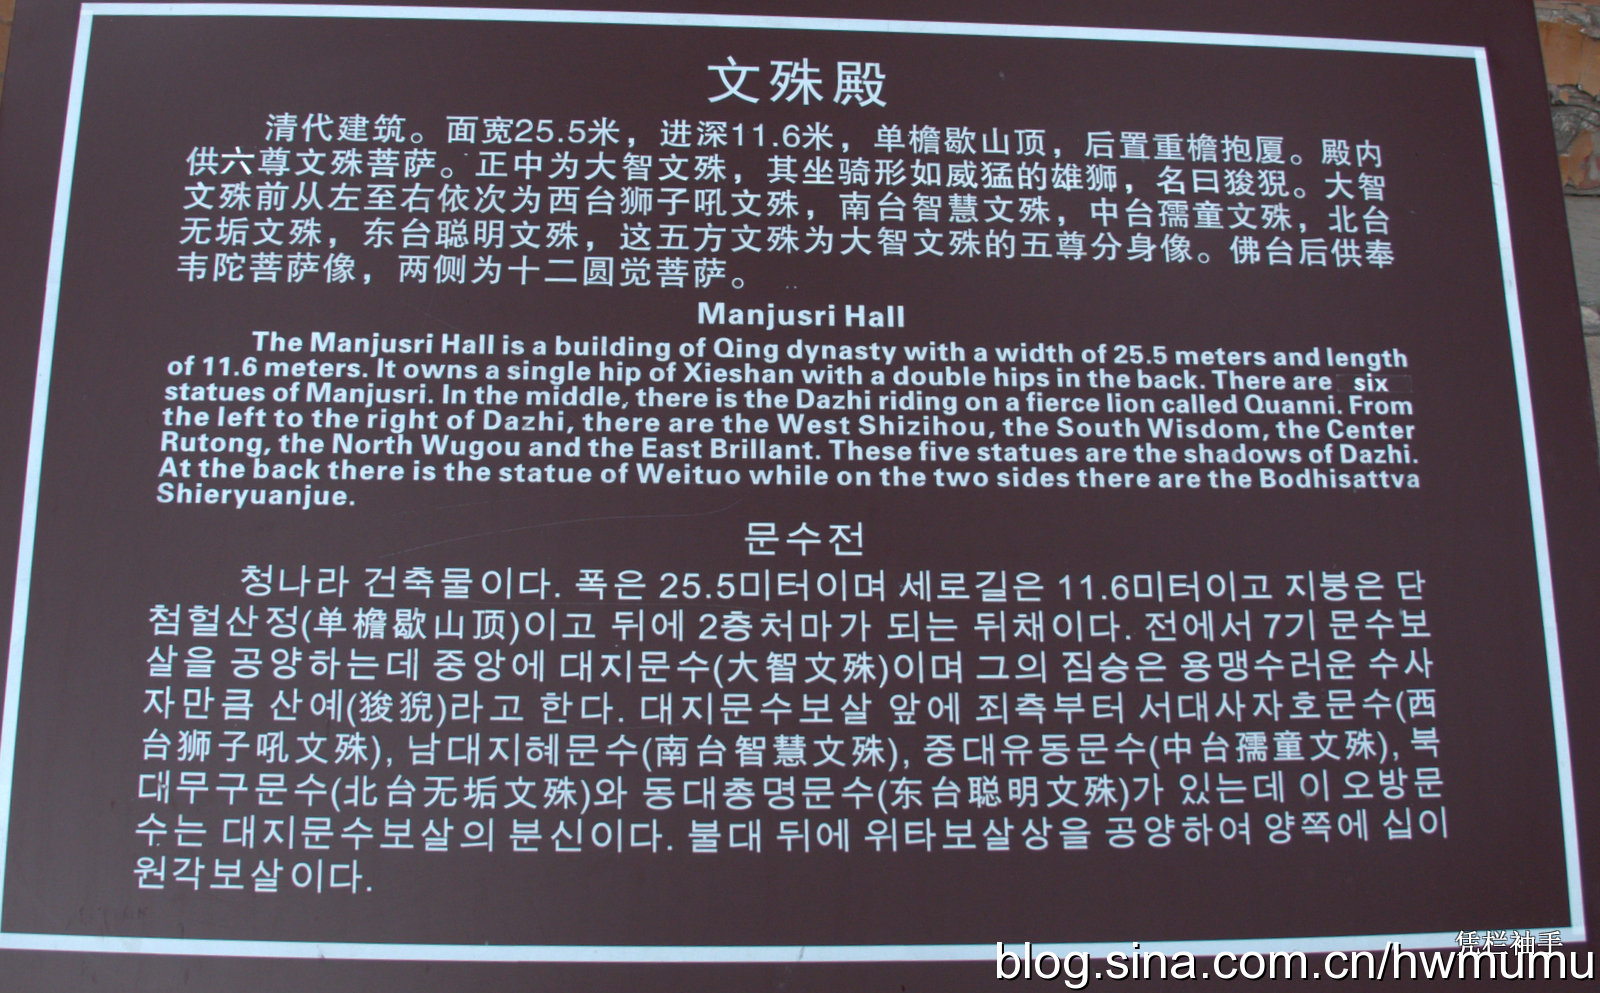 文殊殿
清代建筑。面宽25.5米，进深11.6米，单檐歇山顶，后置重檐抱厦。殿内
供六尊文殊菩萨。正中为大智文殊，其坐骑形如威猛的雄狮，名曰狻猊。大智
文殊前从左至右依次为西台狮子吼文殊，南台智慧文殊，中台孺童文殊，北台
无垢文殊，东台聪明文殊，这五方文殊为大智文殊的五尊分身像。佛台后供奉
韦陀菩萨像，两侧为十二圆觉菩萨。
Manjusri Hall
The Manjusri Hall is a building of Qing dynasty with a width of 25.5 meters and length
of 11.6 meters. It owns a single hip of Xieshan with a double hips in the back. There are six
statues of Manjusri. In the middle, there is the Dazhi riding on a fierce lion called Quanni. From
the left to the right of Dazhi, there are the West Shizihou, the South Wisdom, the Center
Rutong, the North Wugou and the East Brillant. These five statues are the shadows of Dazhi.
At the back there is the statue of Weituo while on the two sides there are the Bodhisattva
Shieryuanjue.
문수전
청나라 건축물이다. 폭은 25.5미터이며 세로길은 11.6미터이고 지붕은 단
첨헐산정(单檐歇山顶)이고 뒤에 2층처마가 되는 뒤채이다. 전에서 7기 문수보
살을 공양하는데 중앙에 대지문수(大智文殊)이며 그의 짐승은 용맹수러운 수사
자만큼 산예(狻猊)라고 한다. 대지문수보살 앞에 죄측부터 서대사자호문수(西
台狮子吼文殊), 남대지혜문수(南台智慧文殊), 중대유동문수(中台孺童文殊), 북
대무구문수(北台无垢文殊)와 동대총명문수(东台聪明文殊)가 있는데 이 오방문
수는 대지문수보살의 분신이다. 불대 뒤에 위타보살상을 공양하여 양쪽에 십이
원각보살이다.
凭栏袖手
blog.sina.com.cn/hwmumu